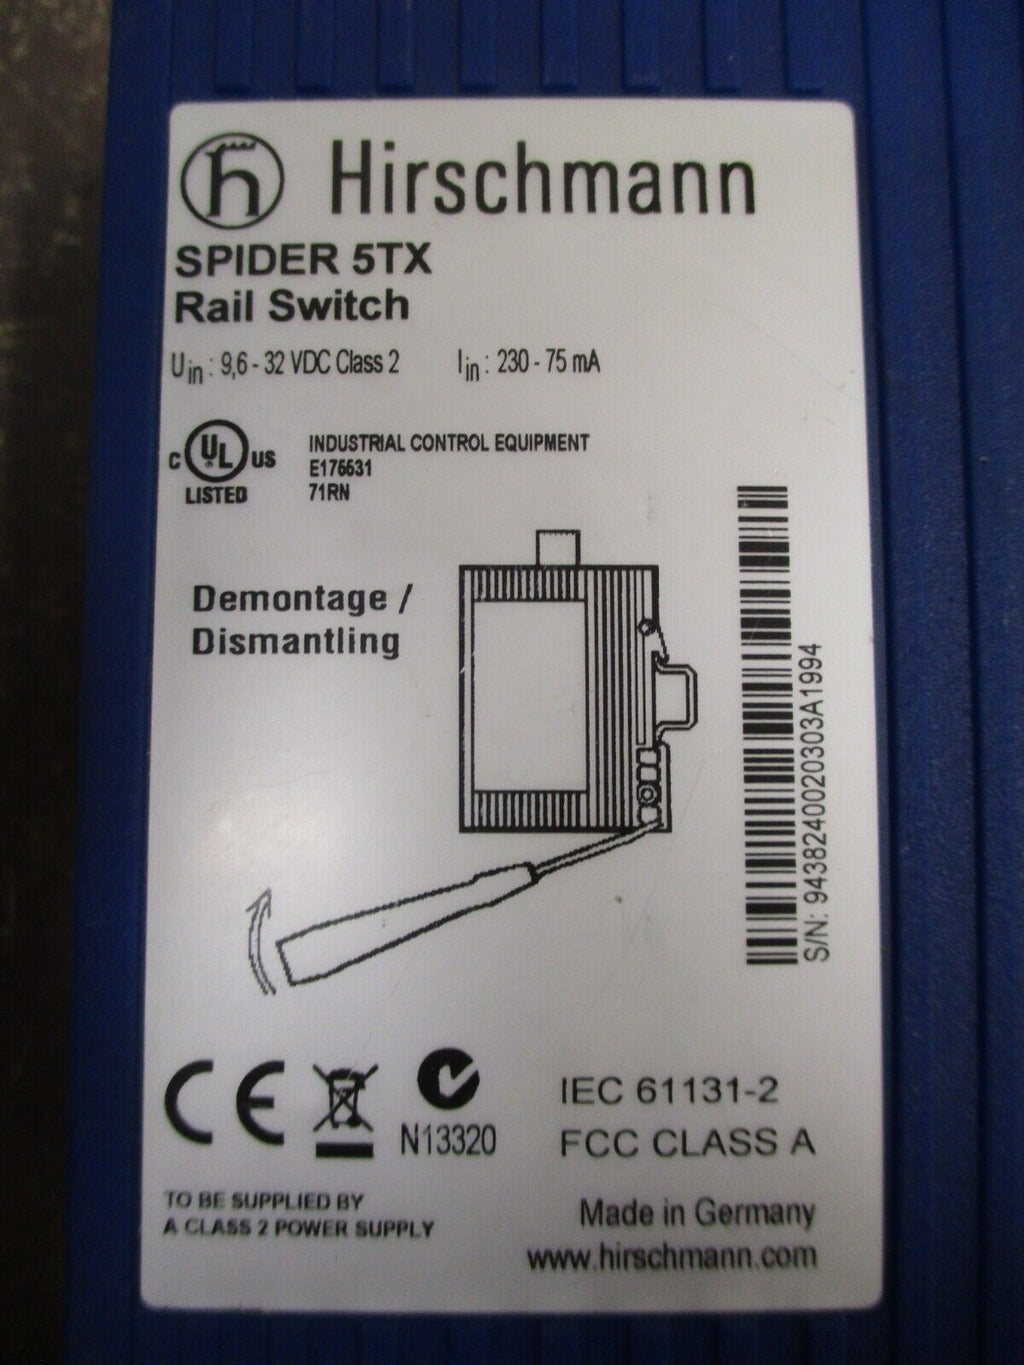 Hirschmann
SPIDER 5TX
Rail Switch
Uin : 9,6 - 32 VDC Class 2 Iin : 230 - 75 mA
C UL US
LISTED
INDUSTRIAL CONTROL EQUIPMENT
E175531
71RN
Demontage /
Dismantling
S/N: 9438240020303A1994
CE
N13320
IEC 61131-2
FCC CLASS A
TO BE SUPPLIED BY
A CLASS 2 POWER SUPPLY
Made in Germany
www.hirschmann.com